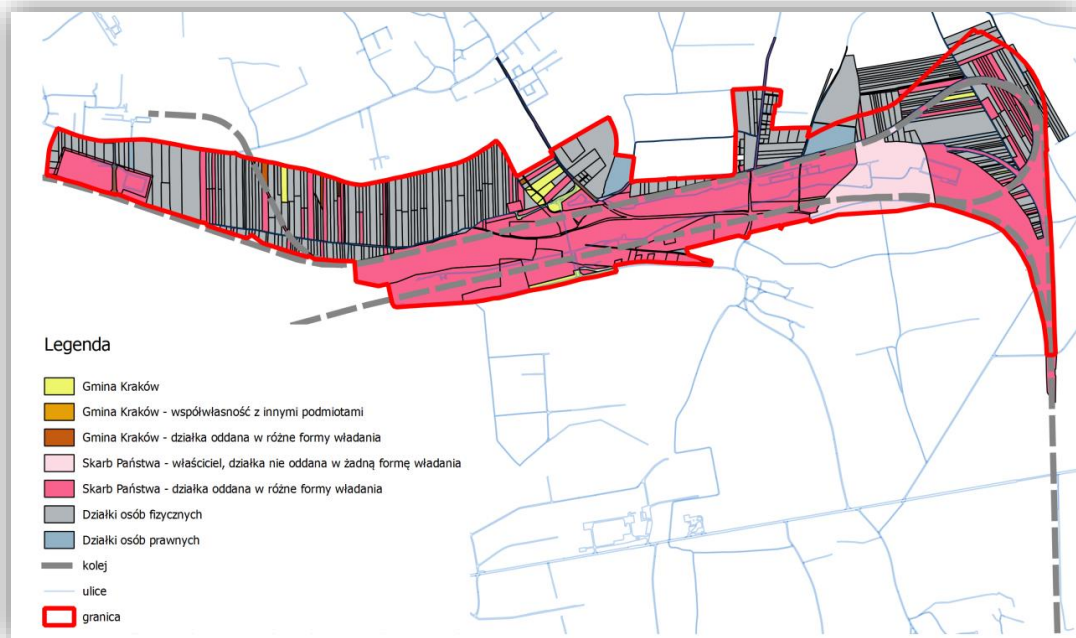 Legenda
Gmina Kraków
Gmina Kraków - współwłasność z innymi podmiotami
Gmina Kraków - działka oddana w różne formy władania
Skarb Państwa - właściciel, działka nie oddana w żadną formę władania
Skarb Państwa - działka oddana w różne formy władania
Działki osób fizycznych
Działki osób prawnych
kolej
ulice
granica